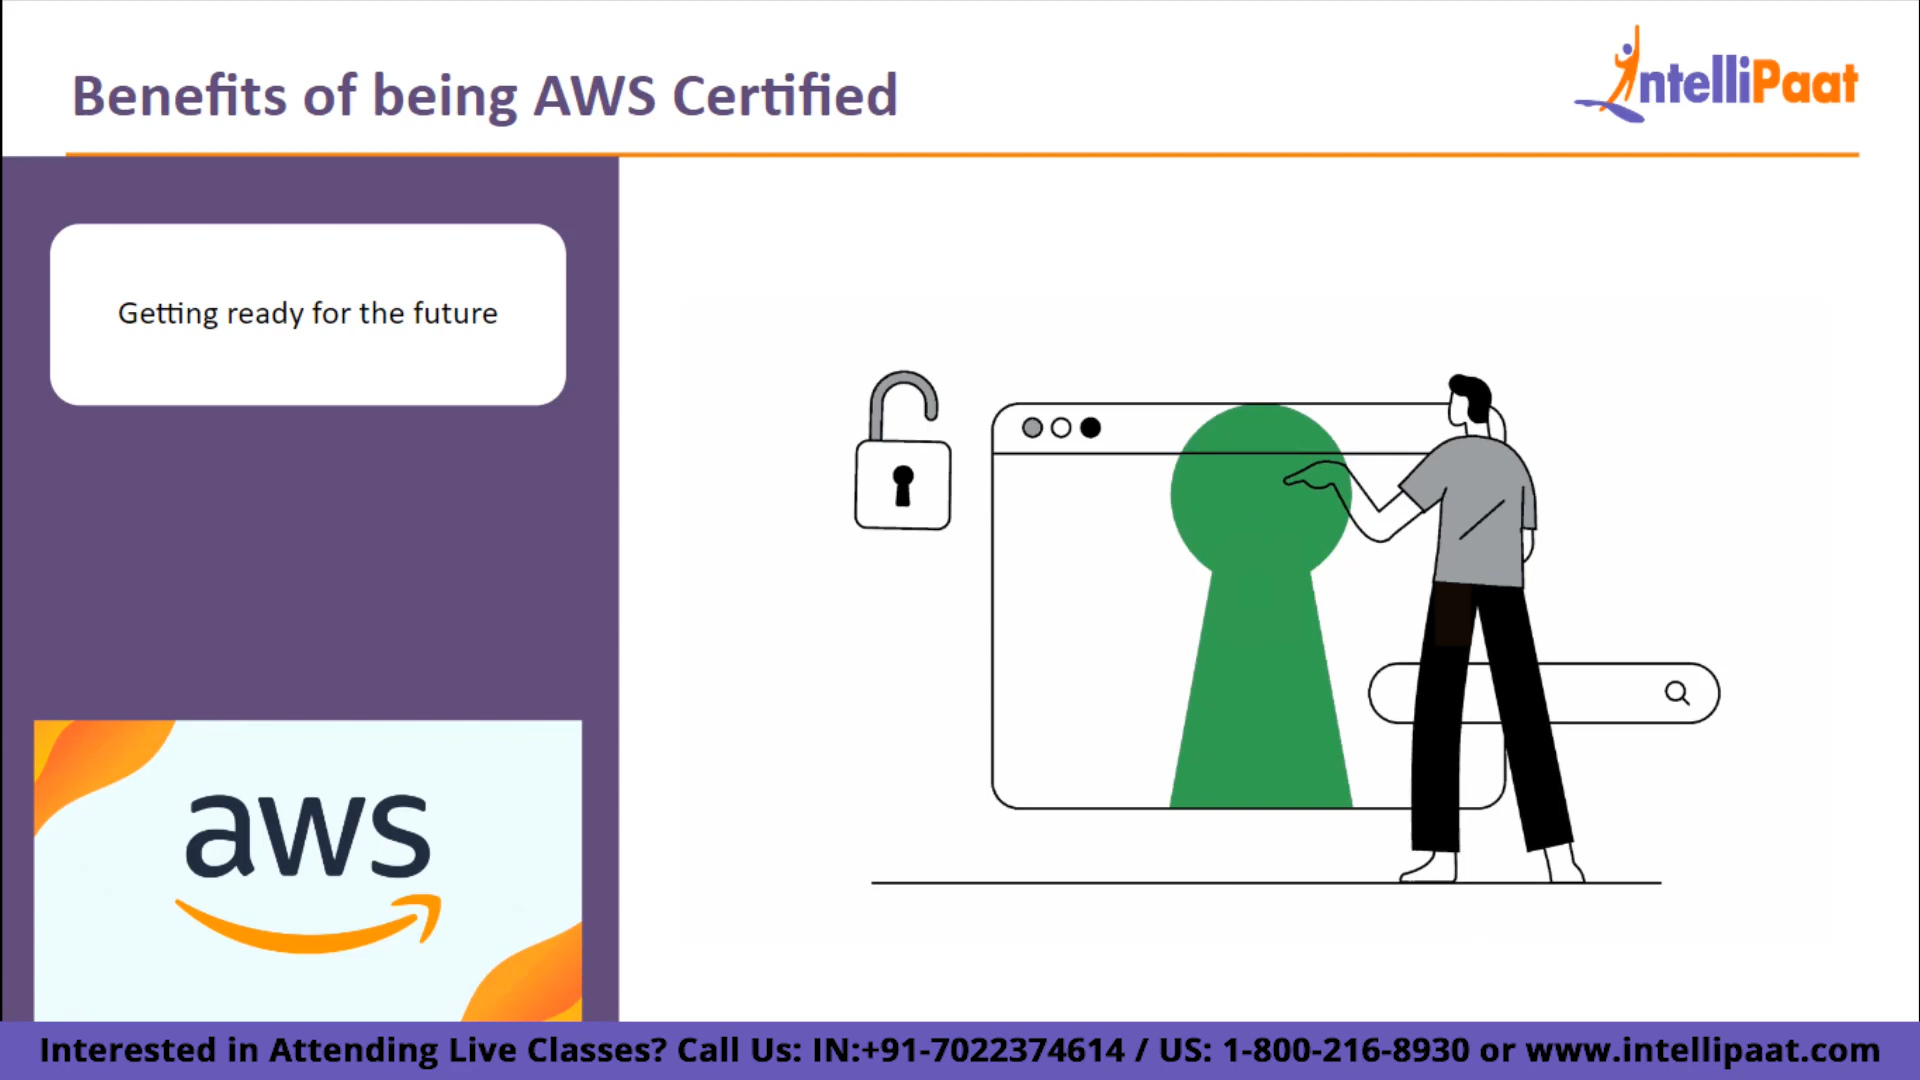 Benefits of being AWS Certified
IntelliPaat
Getting ready for the future
aws
Interested in Attending Live Classes? Call Us: IN:+91-7022374614 / US: 1-800-216-8930 or www.intellipaat.com